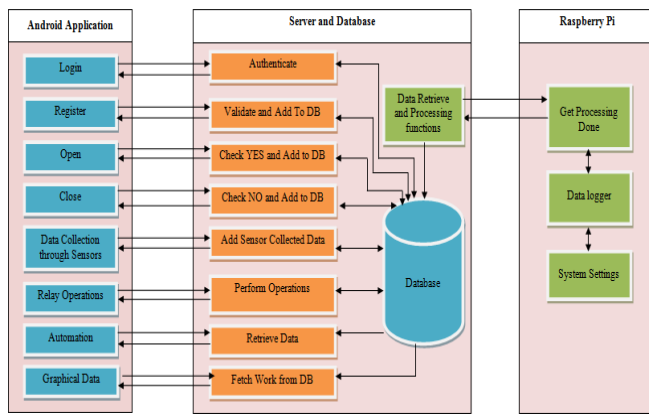 Android Application
Server and Database
Raspberry Pi
Login
Authenticate
Register
Validate and Add To DB
Open
Check YES and Add to DB
Close
Check NO and Add to DB
Data Collection
through Sensors
Add Sensor Collected Data
Relay Operations
Perform Operations
Automation
Retrieve Data
Graphical Data
Fetch Work from DB
Data Retrieve
and Processing
functions
Database
Get Processing
Done
Data logger
System Settings